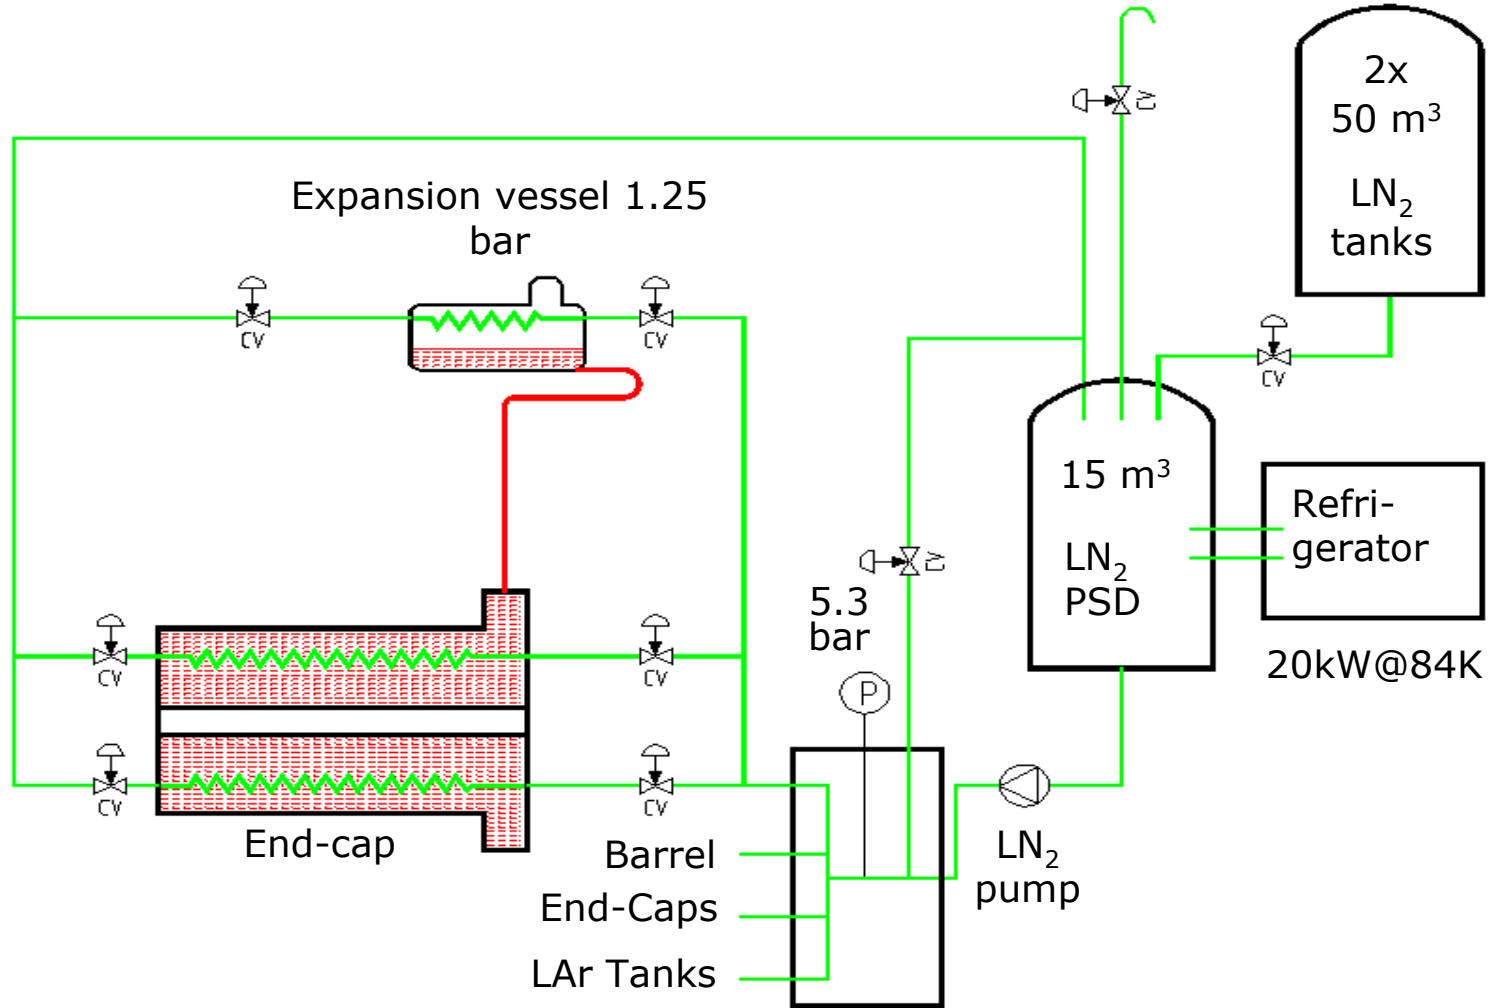 2x
50 m³
LN₂
tanks
CV
Expansion vessel 1.25
bar
CV
CV
CV
15 m³
LN₂
PSD
Refri-
gerator
20kW@84K
CV
5.3
bar
P
CV
CV
CV
CV
End-cap
LN₂
pump
Barrel
End-Caps
LAr Tanks